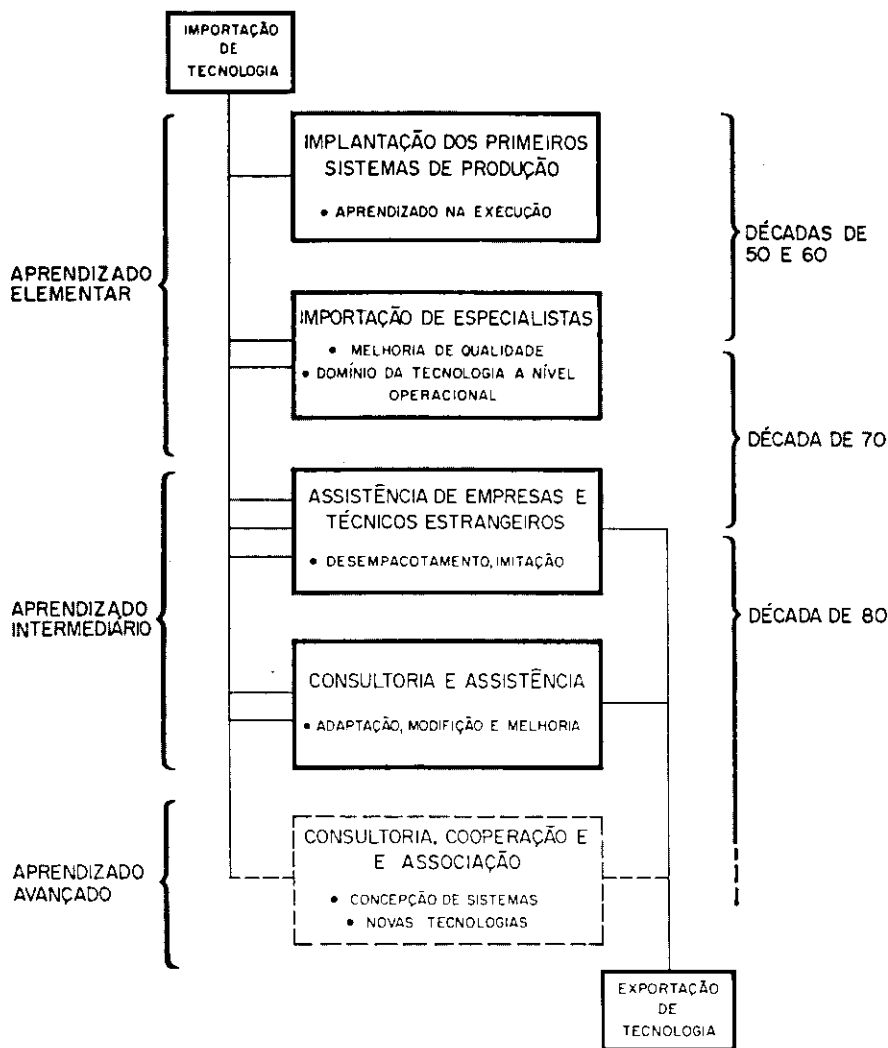 IMPORTAÇÃO
DE
TECNOLOGIA
IMPLANTAÇÃO DOS PRIMEIROS
SISTEMAS DE PRODUÇÃO
• APRENDIZADO NA EXECUÇÃO
DÉCADAS DE
50 E 60
APRENDIZADO
ELEMENTAR
IMPORTAÇÃO DE ESPECIALISTAS
• MELHORIA DE QUALIDADE
• DOMÍNIO DA TECNOLOGIA A NÍVEL
OPERACIONAL
DÉCADA DE 70
ASSISTÊNCIA DE EMPRESAS E
TÉCNICOS ESTRANGEIROS
• DESEMPACOTAMENTO, IMITAÇÃO
APRENDIZADO
INTERMEDIÁRIO
DÉCADA DE 80
CONSULTORIA E ASSISTÊNCIA
• ADAPTAÇÃO, MODIFIÇÃO E MELHORIA
CONSULTORIA, COOPERAÇÃO E
E ASSOCIAÇÃO
• CONCEPÇÃO DE SISTEMAS
• NOVAS TECNOLOGIAS
APRENDIZADO
AVANÇADO
EXPORTAÇÃO
DE
TECNOLOGIA